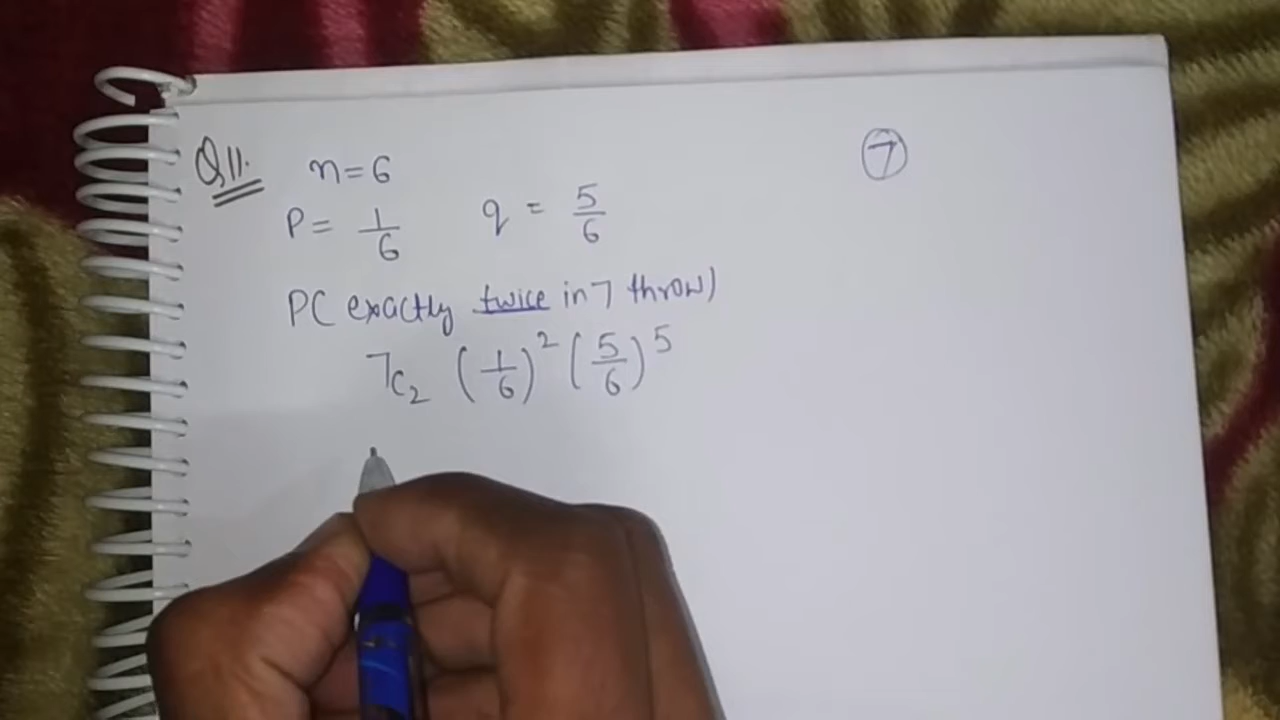 Q11. n=6 ⑦
P = 1/6 q = 5/6
P( exactly twice in 7 throw)
7C₂ (1/6)² (5/6)⁵